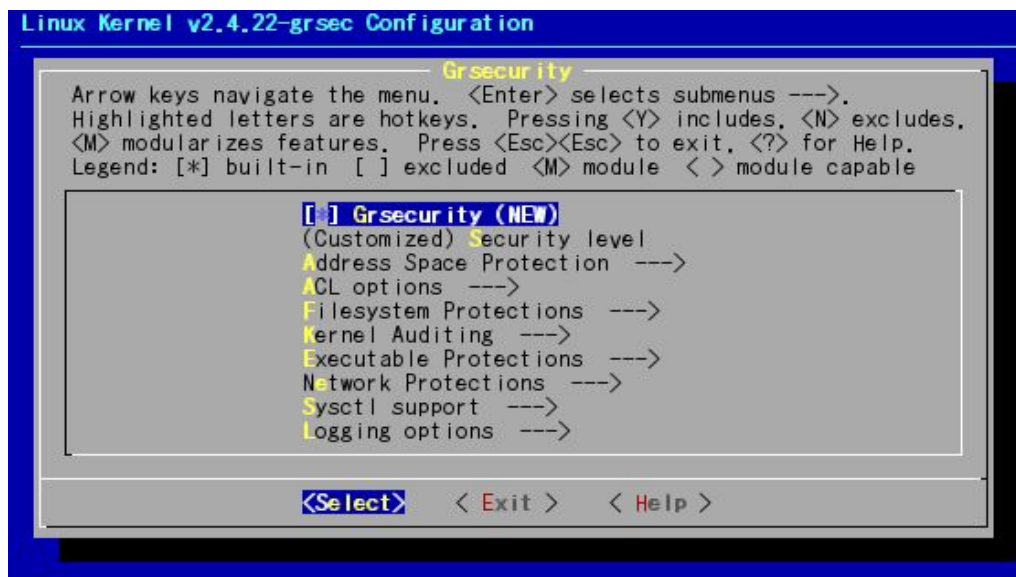 Linux Kernel v2.4.22-grsec Configuration
Grsecurity
Arrow keys navigate the menu. <Enter> selects submenus --->.
Highlighted letters are hotkeys. Pressing <Y> includes, <N> excludes,
<M> modularizes features. Press <Esc><Esc> to exit, <?> for Help.
Legend: [*] built-in [ ] excluded <M> module < > module capable
[*] Grsecurity (NEW)
(Customized) Security level
Address Space Protection --->
ACL options --->
Filesystem Protections --->
Kernel Auditing --->
Executable Protections --->
Network Protections --->
Sysctl support --->
Logging options --->
<Select> < Exit > < Help >